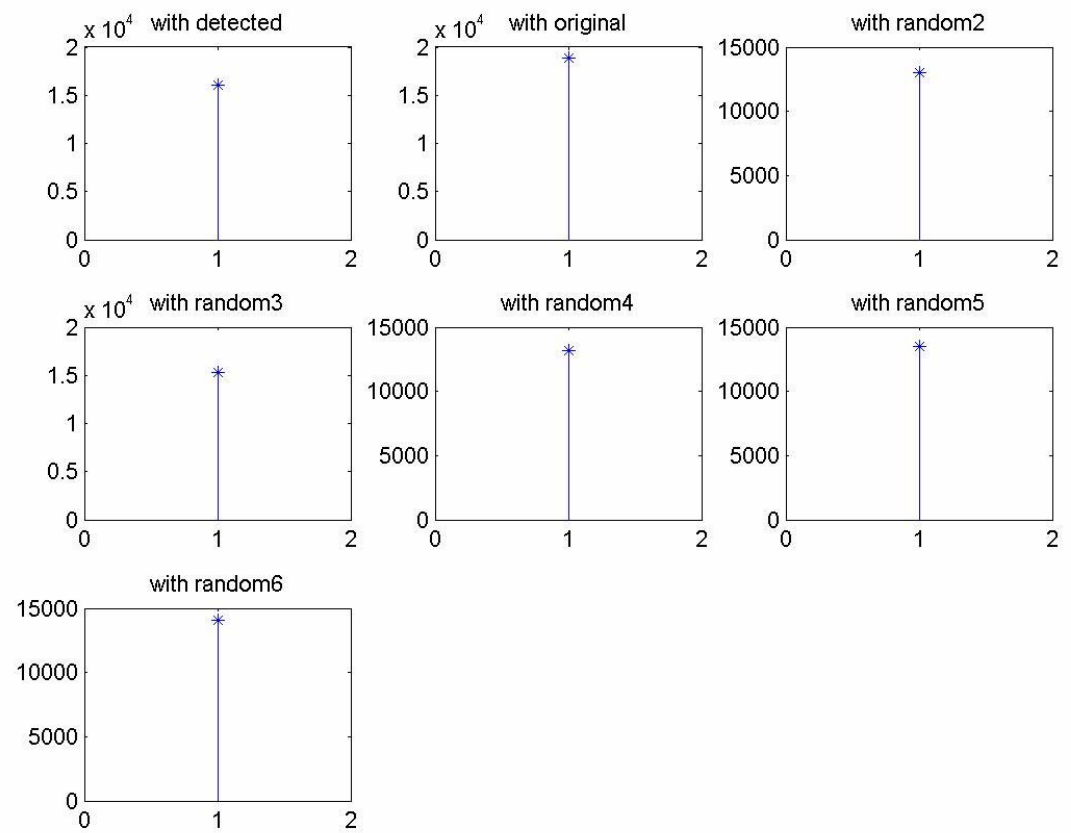 x 10^4 with detected
2
1.5
1
0.5
0
0 1 2
x 10^4 with original
2
1.5
1
0.5
0
0 1 2
with random2
15000
10000
5000
0
0 1 2
x 10^4 with random3
2
1.5
1
0.5
0
0 1 2
with random4
15000
10000
5000
0
0 1 2
with random5
15000
10000
5000
0
0 1 2
with random6
15000
10000
5000
0
0 1 2